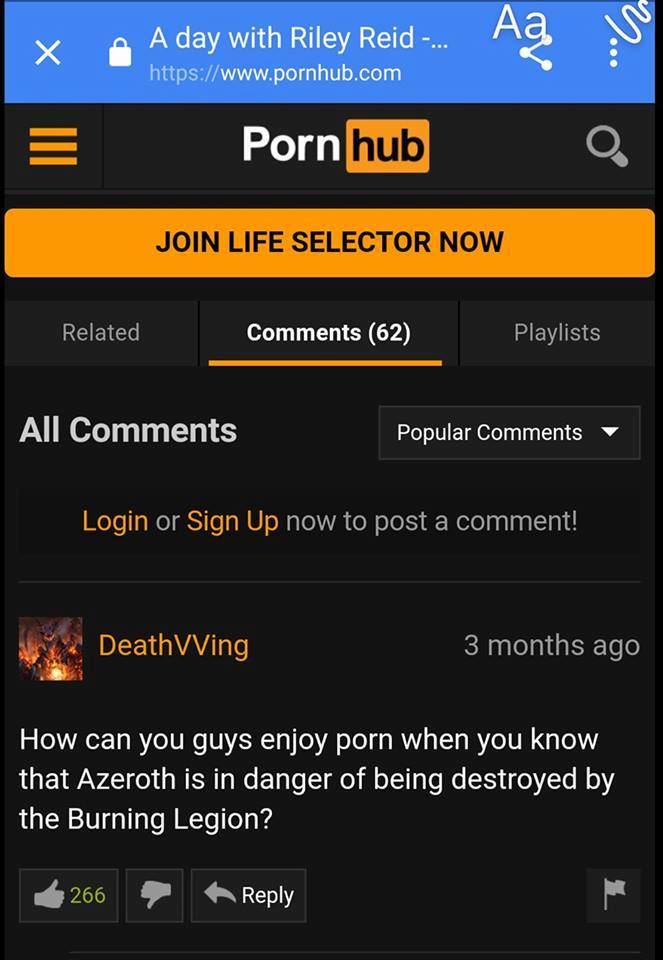 A day with Riley Reid -...
Aa
https://www.pornhub.com
Porn hub
JOIN LIFE SELECTOR NOW
Related
Comments (62)
Playlists
All Comments
Popular Comments
Login or Sign Up now to post a comment!
DeathVVing
3 months ago
How can you guys enjoy porn when you know
that Azeroth is in danger of being destroyed by
the Burning Legion?
266
Reply